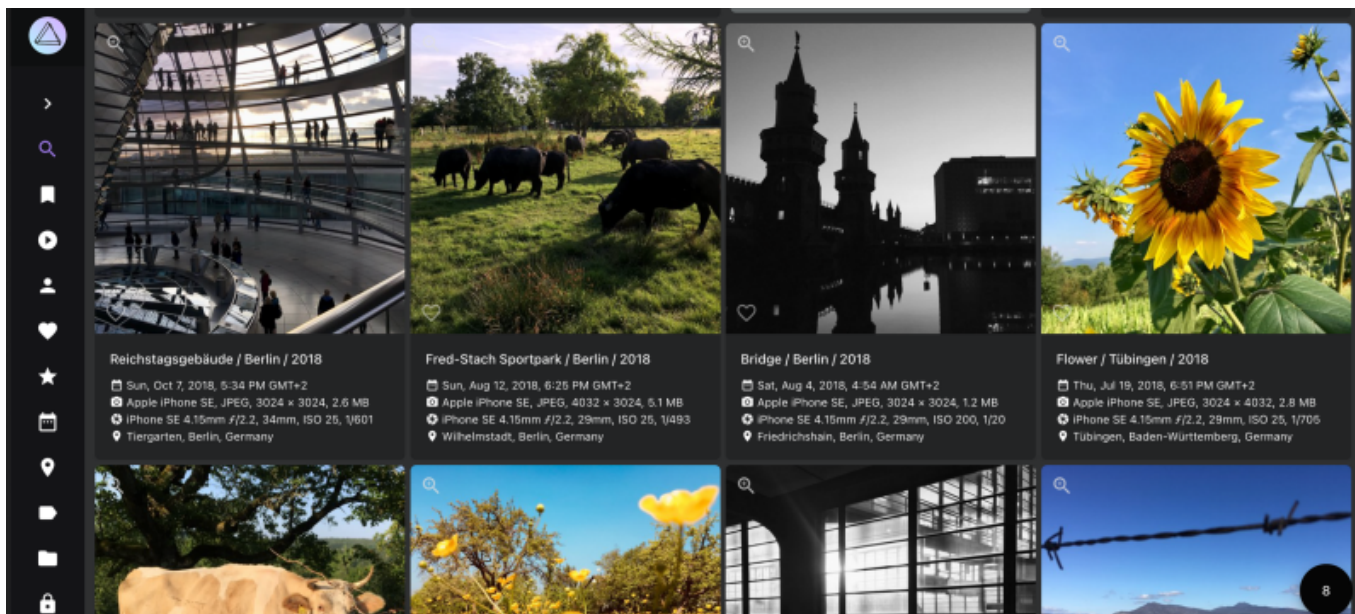 Reichstagsgebäude / Berlin / 2018
Sun, Oct 7, 2018, 5:34 PM GMT+2
Apple iPhone SE, JPEG, 3024 × 3024, 2.6 MB
iPhone SE 4.15mm ƒ/2.2, 34mm, ISO 25, 1/601
Tiergarten, Berlin, Germany
Fred-Stach Sportpark / Berlin / 2018
Sun, Aug 12, 2018, 6:25 PM GMT+2
Apple iPhone SE, JPEG, 4032 × 3024, 5.1 MB
iPhone SE 4.15mm ƒ/2.2, 29mm, ISO 25, 1/493
Wilhelmstadt, Berlin, Germany
Bridge / Berlin / 2018
Sat, Aug 4, 2018, 4:54 AM GMT+2
Apple iPhone SE, JPEG, 3024 × 3024, 1.2 MB
iPhone SE 4.15mm ƒ/2.2, 29mm, ISO 200, 1/20
Friedrichshain, Berlin, Germany
Flower / Tübingen / 2018
Thu, Jul 19, 2018, 6:51 PM GMT+2
Apple iPhone SE, JPEG, 3024 × 4032, 2.8 MB
iPhone SE 4.15mm ƒ/2.2, 29mm, ISO 25, 1/705
Tübingen, Baden-Württemberg, Germany
8